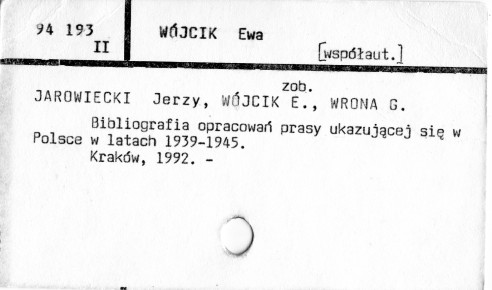 94 193
II
WÓJCIK Ewa
[współaut.]
zob.
JAROWIECKI Jerzy, WÓJCIK E., WRONA G.
Bibliografia opracowań prasy ukazującej się w
Polsce w latach 1939-1945.
Kraków, 1992. -